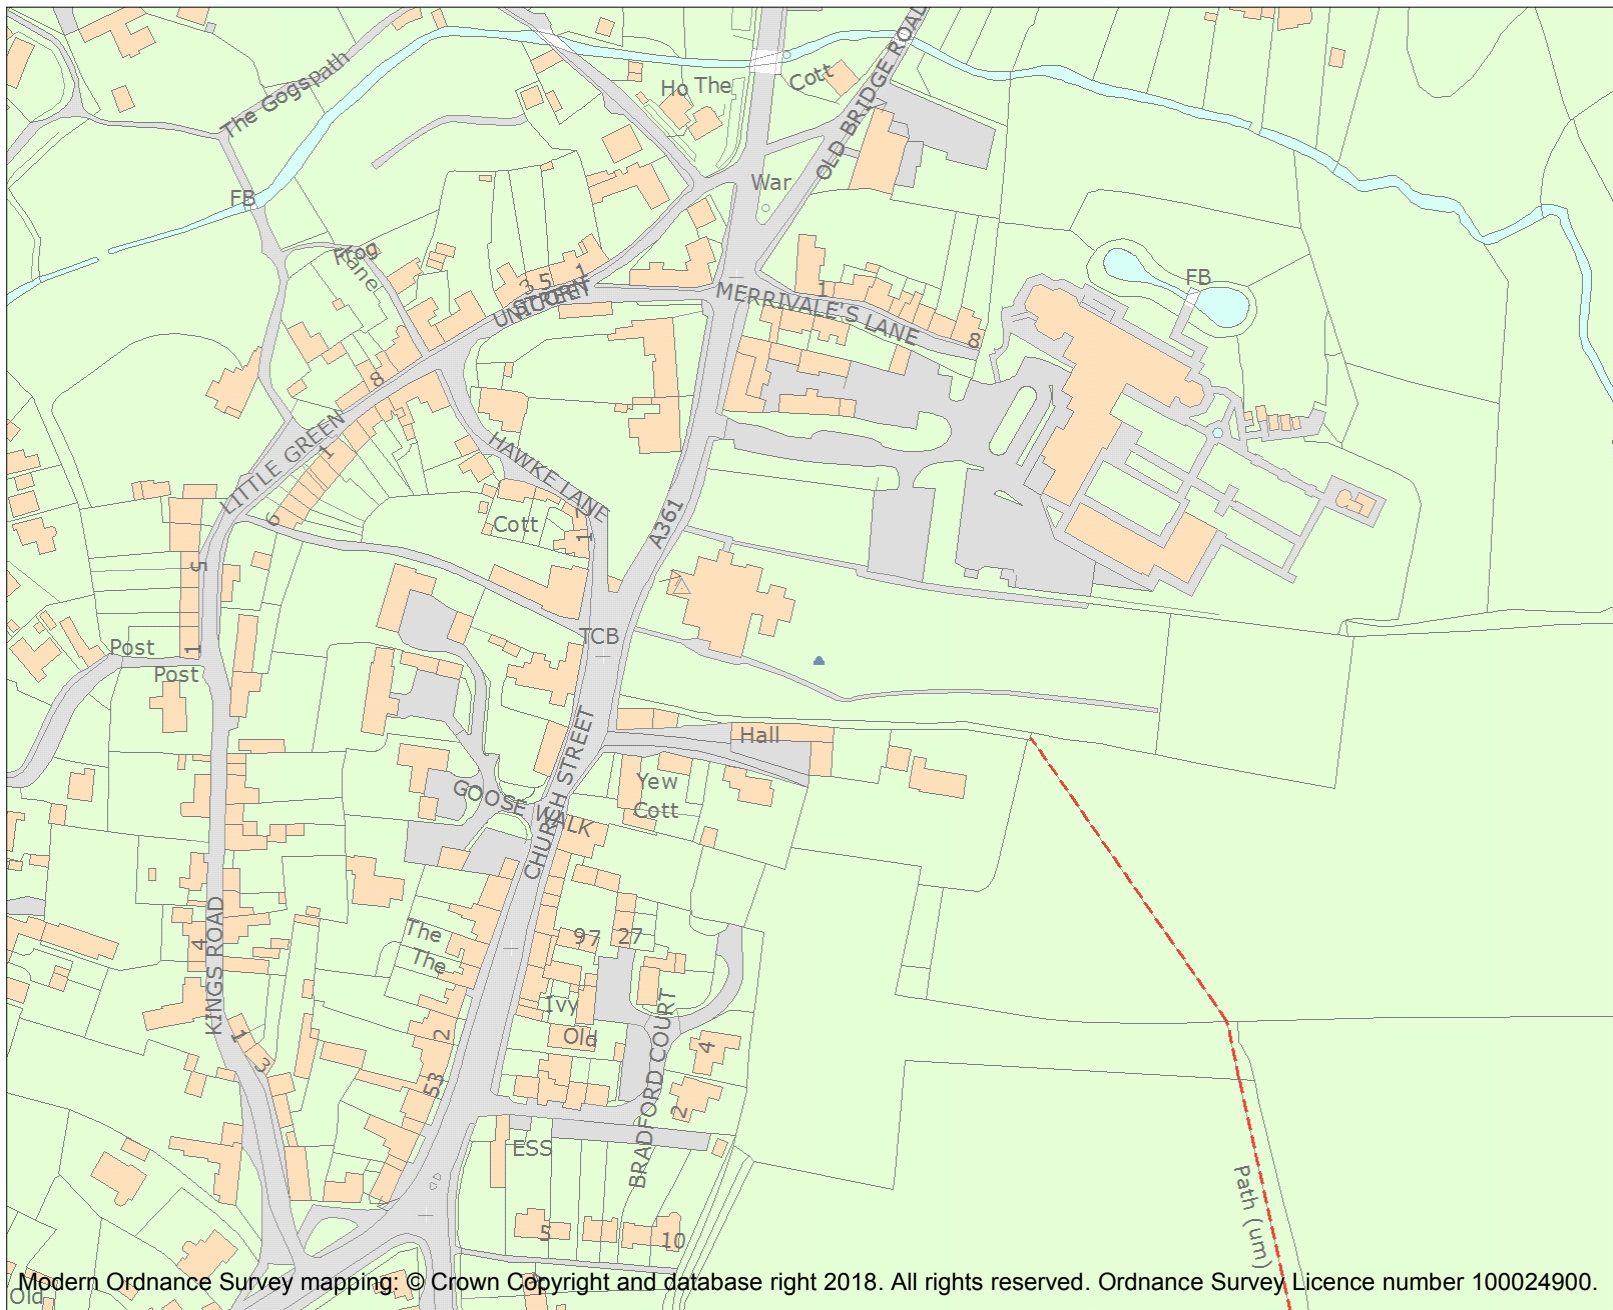 The Gogspath
Ho The
Cott
OLD BRIDGE ROAD
War
FB
Frog
Lane
3 5 1
UNICORN
STREET
MERRIVALE'S LANE
1
8
FB
8
LITTLE GREEN
1
6
HAWKE LANE
Cott
7
1
A361
5
1
Post
Post
TCB
Hall
Yew
Cott
GOOSE WALK
CHURCH STREET
KINGS ROAD
4
The
The
97 27
Ivy
Old
2
53
1
3
BRADFORD COURT
4
2
ESS
5
10
Path (um)
Old
Modern Ordnance Survey mapping: © Crown Copyright and database right 2018. All rights reserved. Ordnance Survey Licence number 100024900.